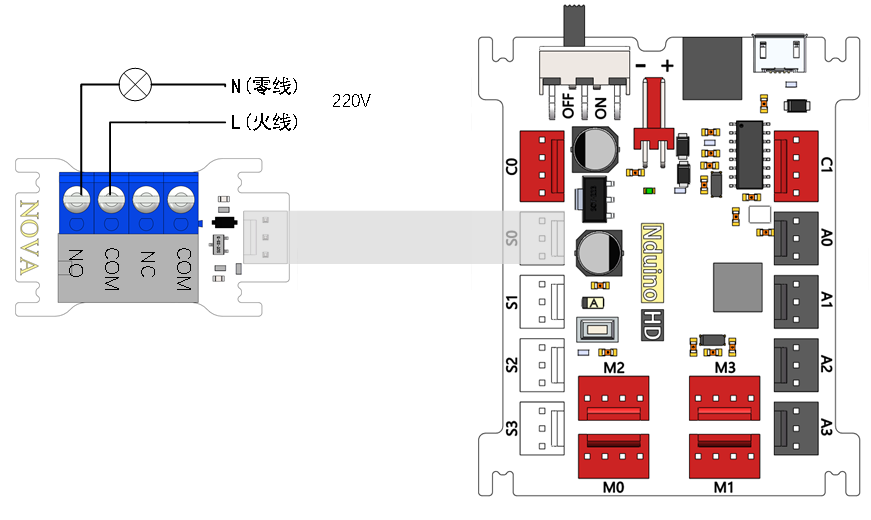 N(零线)
220V
L(火线)
NOVA
NO
COM
NC
COM
- +
OFF
ON
C0
C1
S0
A0
Nduino
S1
A
A1
HD
S2
M2
M3
A2
S3
A3
M0
M1